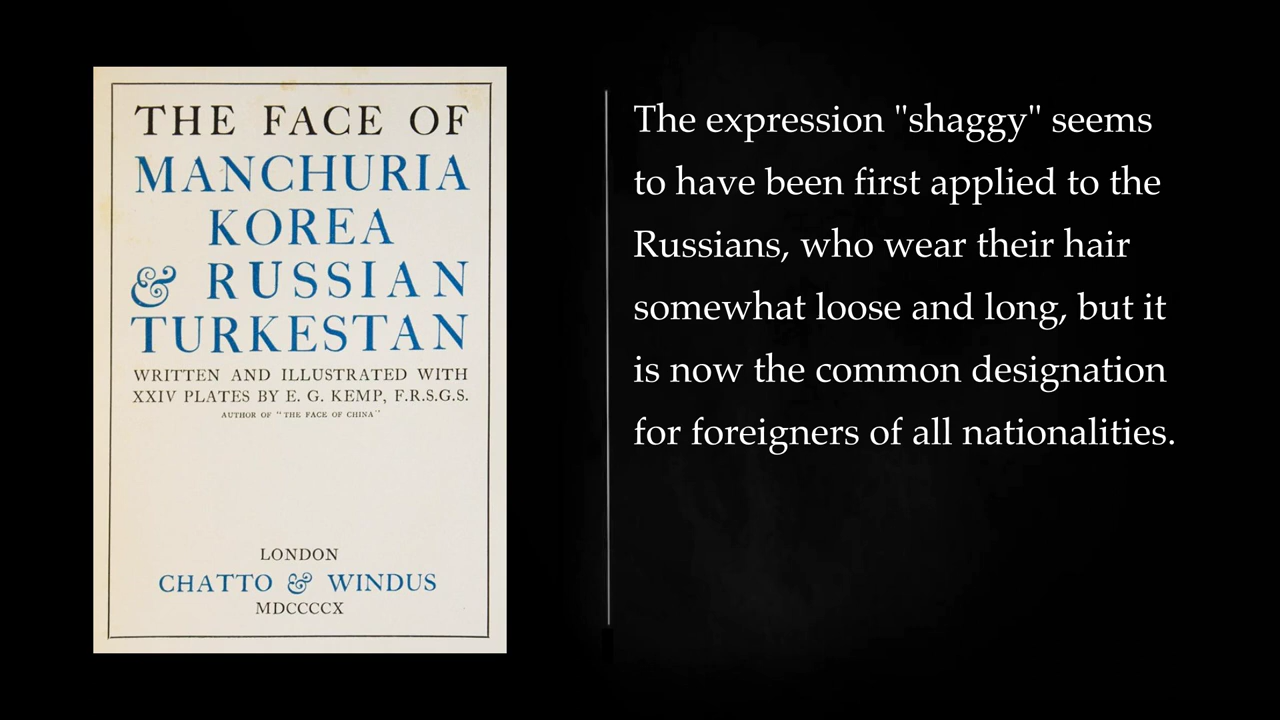 THE FACE OF
MANCHURIA
KOREA
& RUSSIAN
TURKESTAN
WRITTEN AND ILLUSTRATED WITH
XXIV PLATES BY E. G. KEMP, F.R.S.G.S.
AUTHOR OF "THE FACE OF CHINA"
LONDON
CHATTO & WINDUS
MDCCCCX
The expression "shaggy" seems
to have been first applied to the
Russians, who wear their hair
somewhat loose and long, but it
is now the common designation
for foreigners of all nationalities.